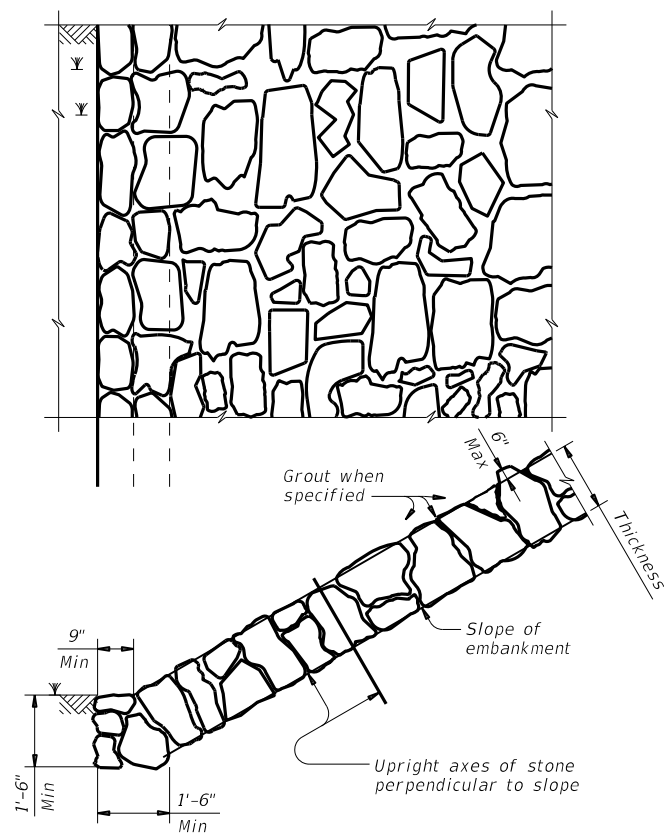 6"
Max
Grout when
specified
Thickness
9"
Min
Slope of
embankment
1'-6"
Min
Upright axes of stone
perpendicular to slope
1'-6"
Min